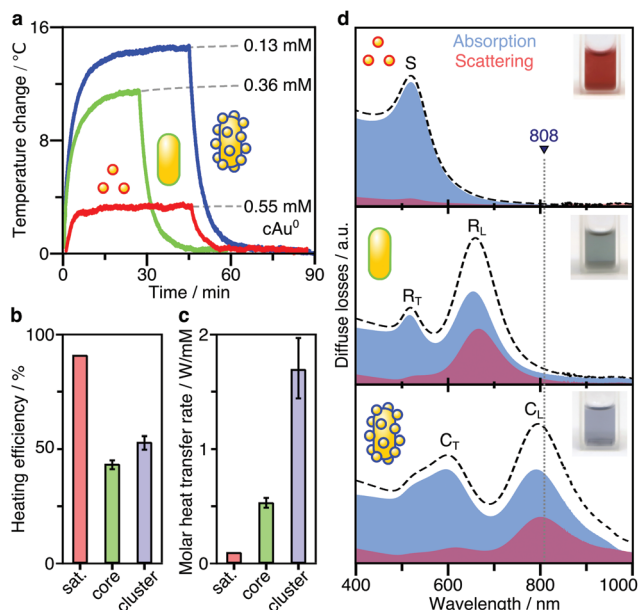 a
Temperature change / °C
16
12
8
4
0
0.13 mM
0.36 mM
0.55 mM
cAu⁰
0 30 60 90
Time / min
b
Heating efficiency / %
100
50
0
sat.
core
cluster
c
Molar heat transfer rate / W/mM
2
1
0
sat.
core
cluster
d
Diffuse losses / a.u.
Absorption
Scattering
S
808
R_L
R_T
C_L
C_T
400 600 800 1000
Wavelength / nm